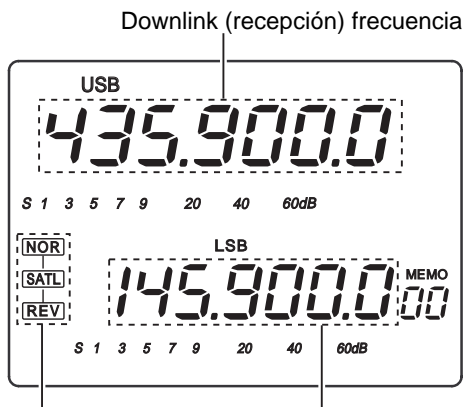 Downlink (recepción) frecuencia
USB
435.900.0
S 1 3 5 7 9 20 40 60dB
NOR
LSB
SATL
145.900.0
MEMO
00
REV
S 1 3 5 7 9 20 40 60dB